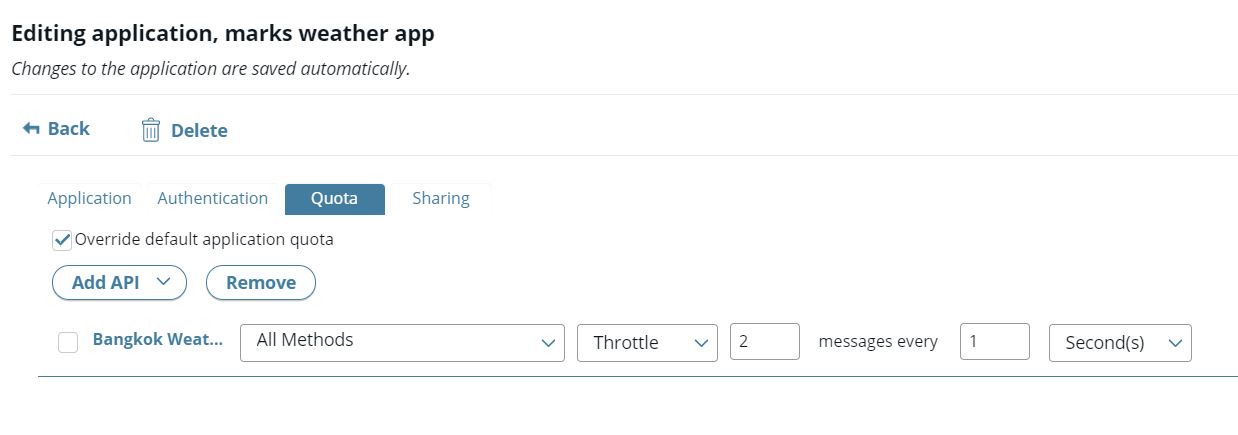 Editing application, marks weather app
Changes to the application are saved automatically.
Back Delete
Application Authentication Quota Sharing
Override default application quota
Add API Remove
Bangkok Weat... All Methods Throttle 2 messages every 1 Second(s)